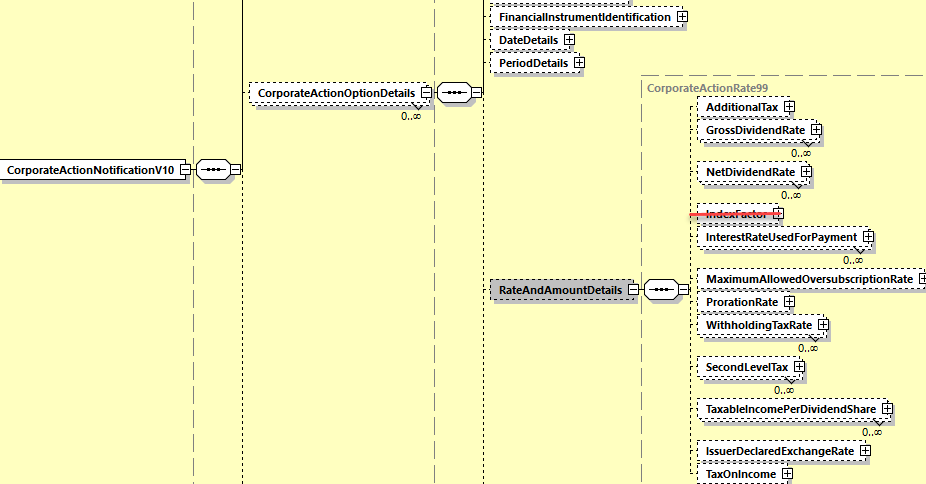 FinancialInstrumentIdentification
DateDetails
PeriodDetails
CorporateActionOptionDetails
0..∞
CorporateActionNotificationV10
CorporateActionRate99
AdditionalTax
GrossDividendRate
0..∞
NetDividendRate
0..∞
IndexFactor
InterestRateUsedForPayment
0..∞
RateAndAmountDetails
MaximumAllowedOversubscriptionRate
ProrationRate
WithholdingTaxRate
0..∞
SecondLevelTax
0..∞
TaxableIncomePerDividendShare
0..∞
IssuerDeclaredExchangeRate
TaxOnIncome